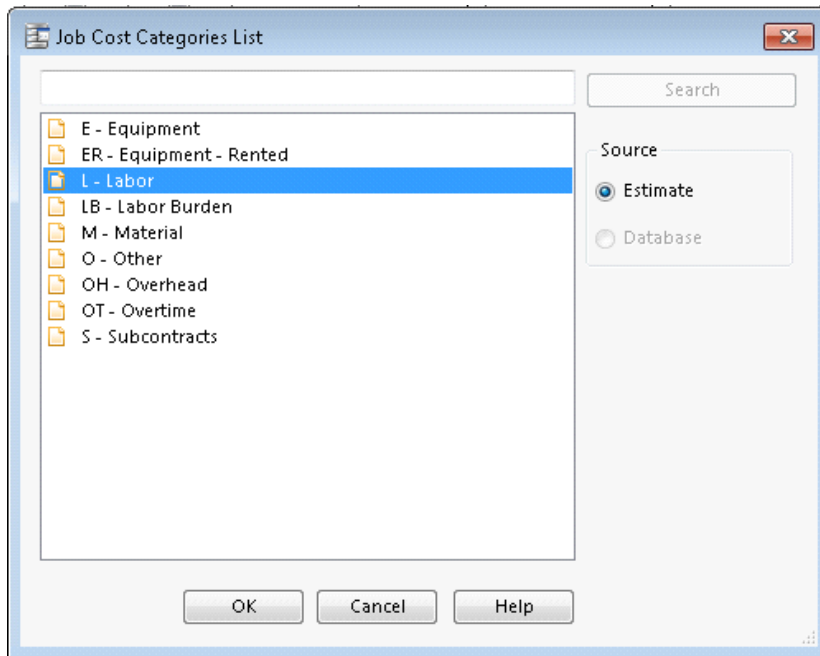 Job Cost Categories List
Search
E - Equipment
ER - Equipment - Rented
L - Labor
LB - Labor Burden
M - Material
O - Other
OH - Overhead
OT - Overtime
S - Subcontracts
Source
Estimate
Database
OK Cancel Help